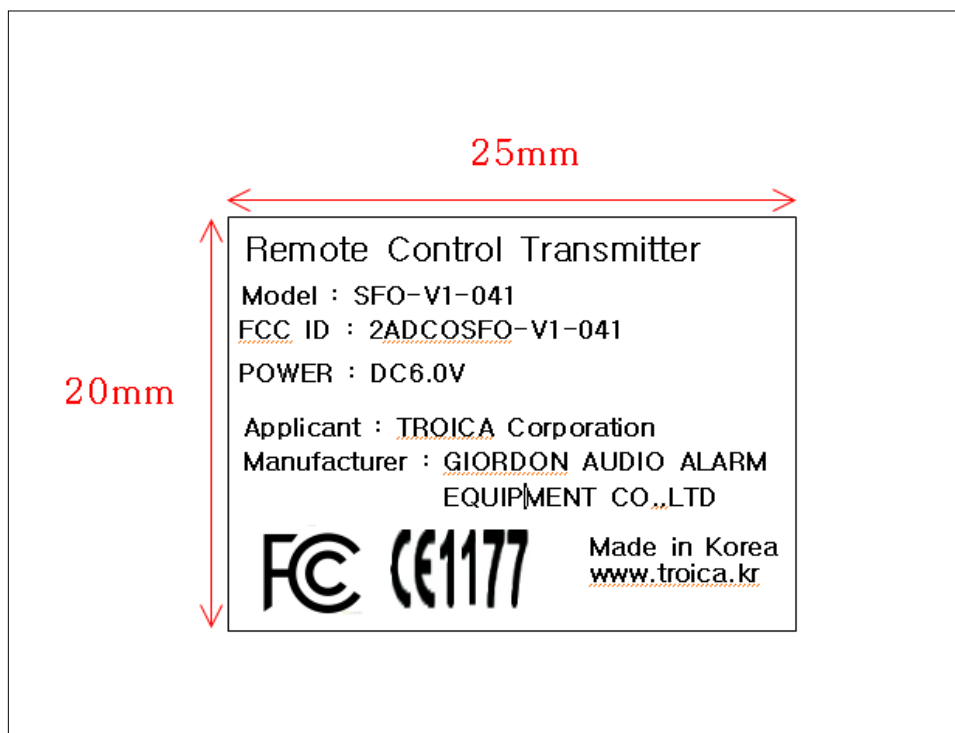 25mm
20mm
Remote Control Transmitter
Model : SFO-V1-041
FCC ID : 2ADCOSFO-V1-041
POWER : DC6.0V
Applicant : TROICA Corporation
Manufacturer : GIORDON AUDIO ALARM
EQUIPMENT CO.,LTD
FCC CE1177
Made in Korea
www.troica.kr